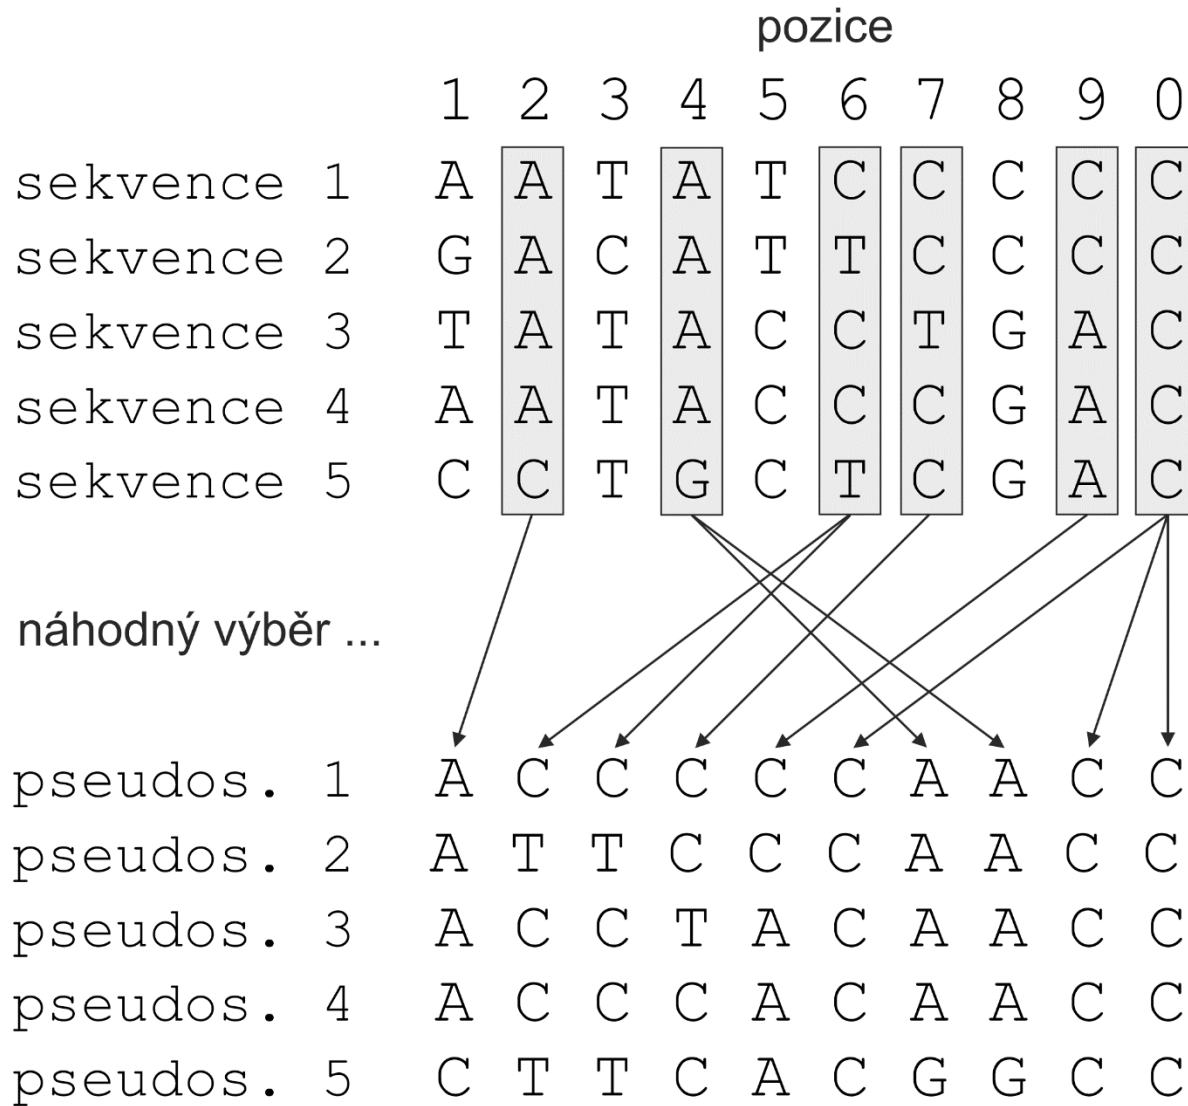 pozice
1 2 3 4 5 6 7 8 9 0
sekvence 1 A A T A T C C C C C
sekvence 2 G A C A T T C C C C
sekvence 3 T A T A C C T G A C
sekvence 4 A A T A C C C G A C
sekvence 5 C C T G C T C G A C
náhodný výběr ...
pseudos. 1 A C C C C C A A C C
pseudos. 2 A T T C C C A A C C
pseudos. 3 A C C T A C A A C C
pseudos. 4 A C C C A C A A C C
pseudos. 5 C T T C A C G G C C